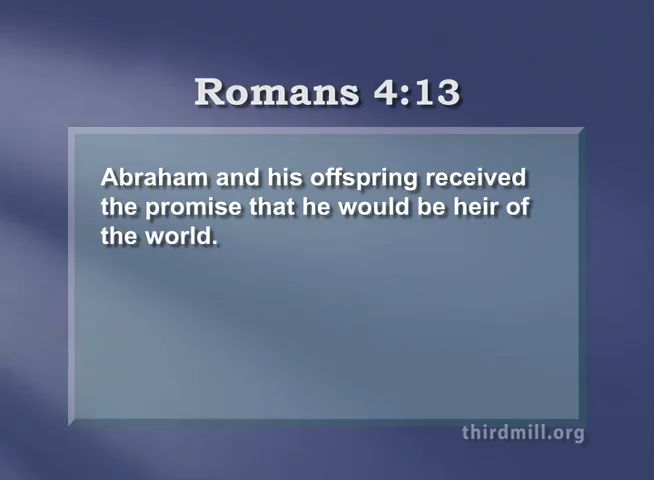 Romans 4:13
Abraham and his offspring received
the promise that he would be heir of
the world.
thirdmill.org